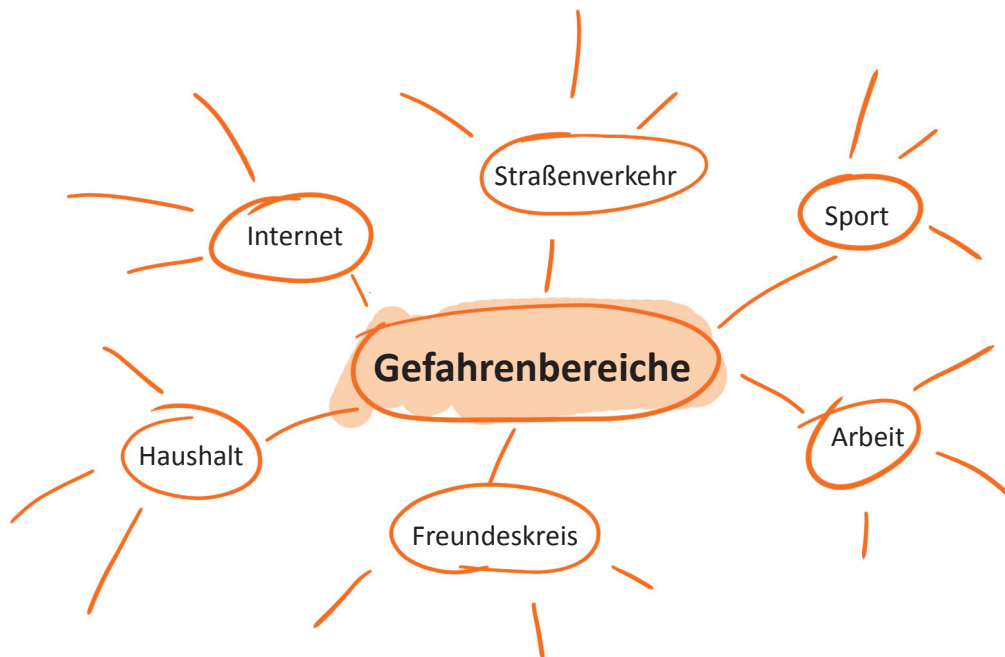 Straßenverkehr
Sport
Internet
Gefahrenbereiche
Arbeit
Haushalt
Freundeskreis